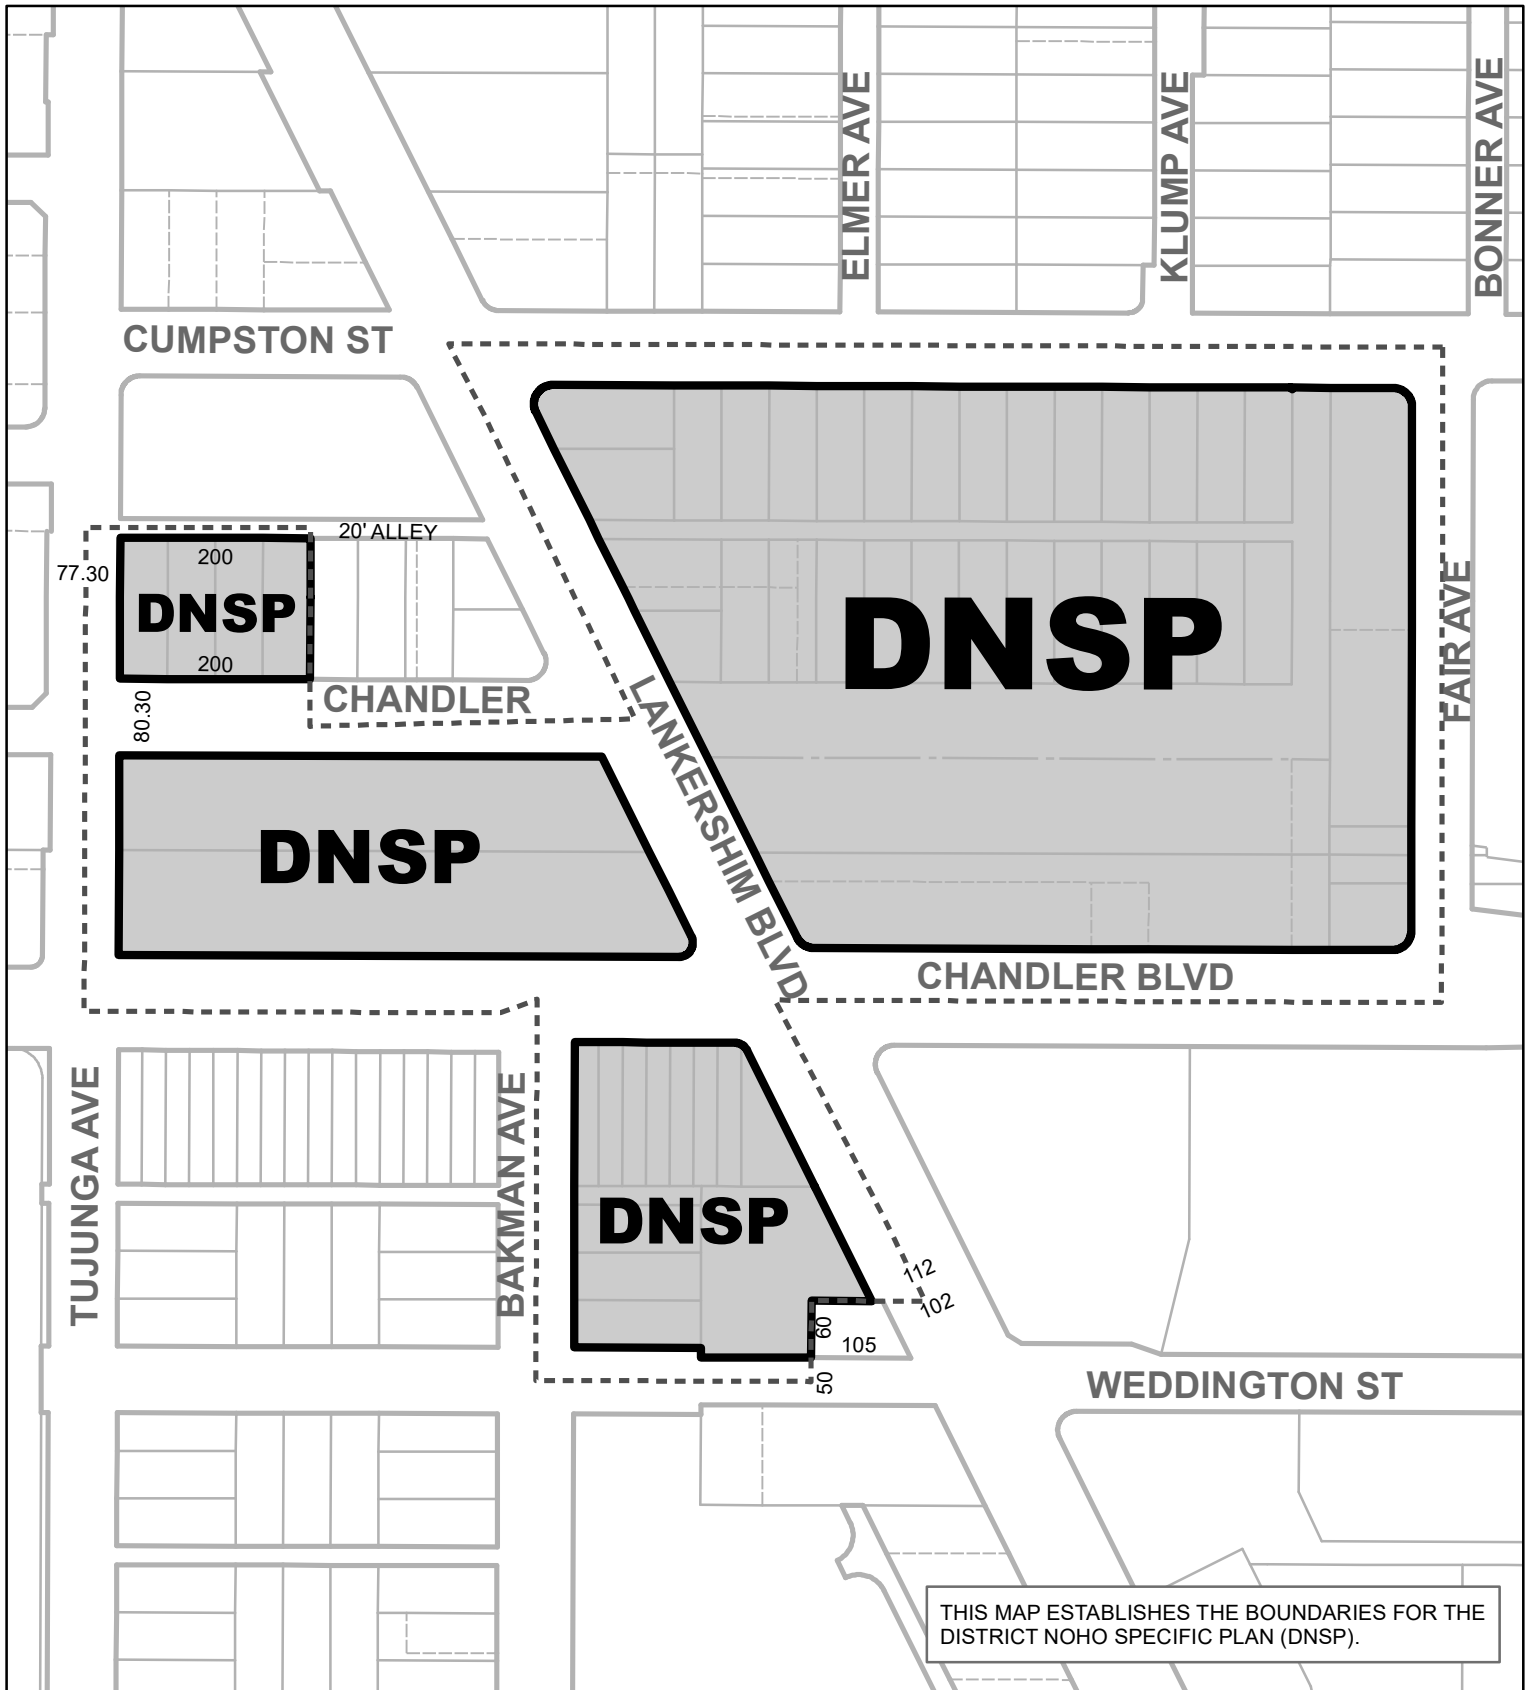 ELMER AVE
KLUMP AVE
BONNER AVE
CUMPSTON ST
20' ALLEY
77.30
200
DNSP
200
DNSP
FAIR AVE
CHANDLER
80.30
LANKERSHIM BLVD
DNSP
CHANDLER BLVD
TUJUNGA AVE
BAKMAN AVE
DNSP
112
102
60
105
50
WEDDINGTON ST
THIS MAP ESTABLISHES THE BOUNDARIES FOR THE
DISTRICT NOHO SPECIFIC PLAN (DNSP).